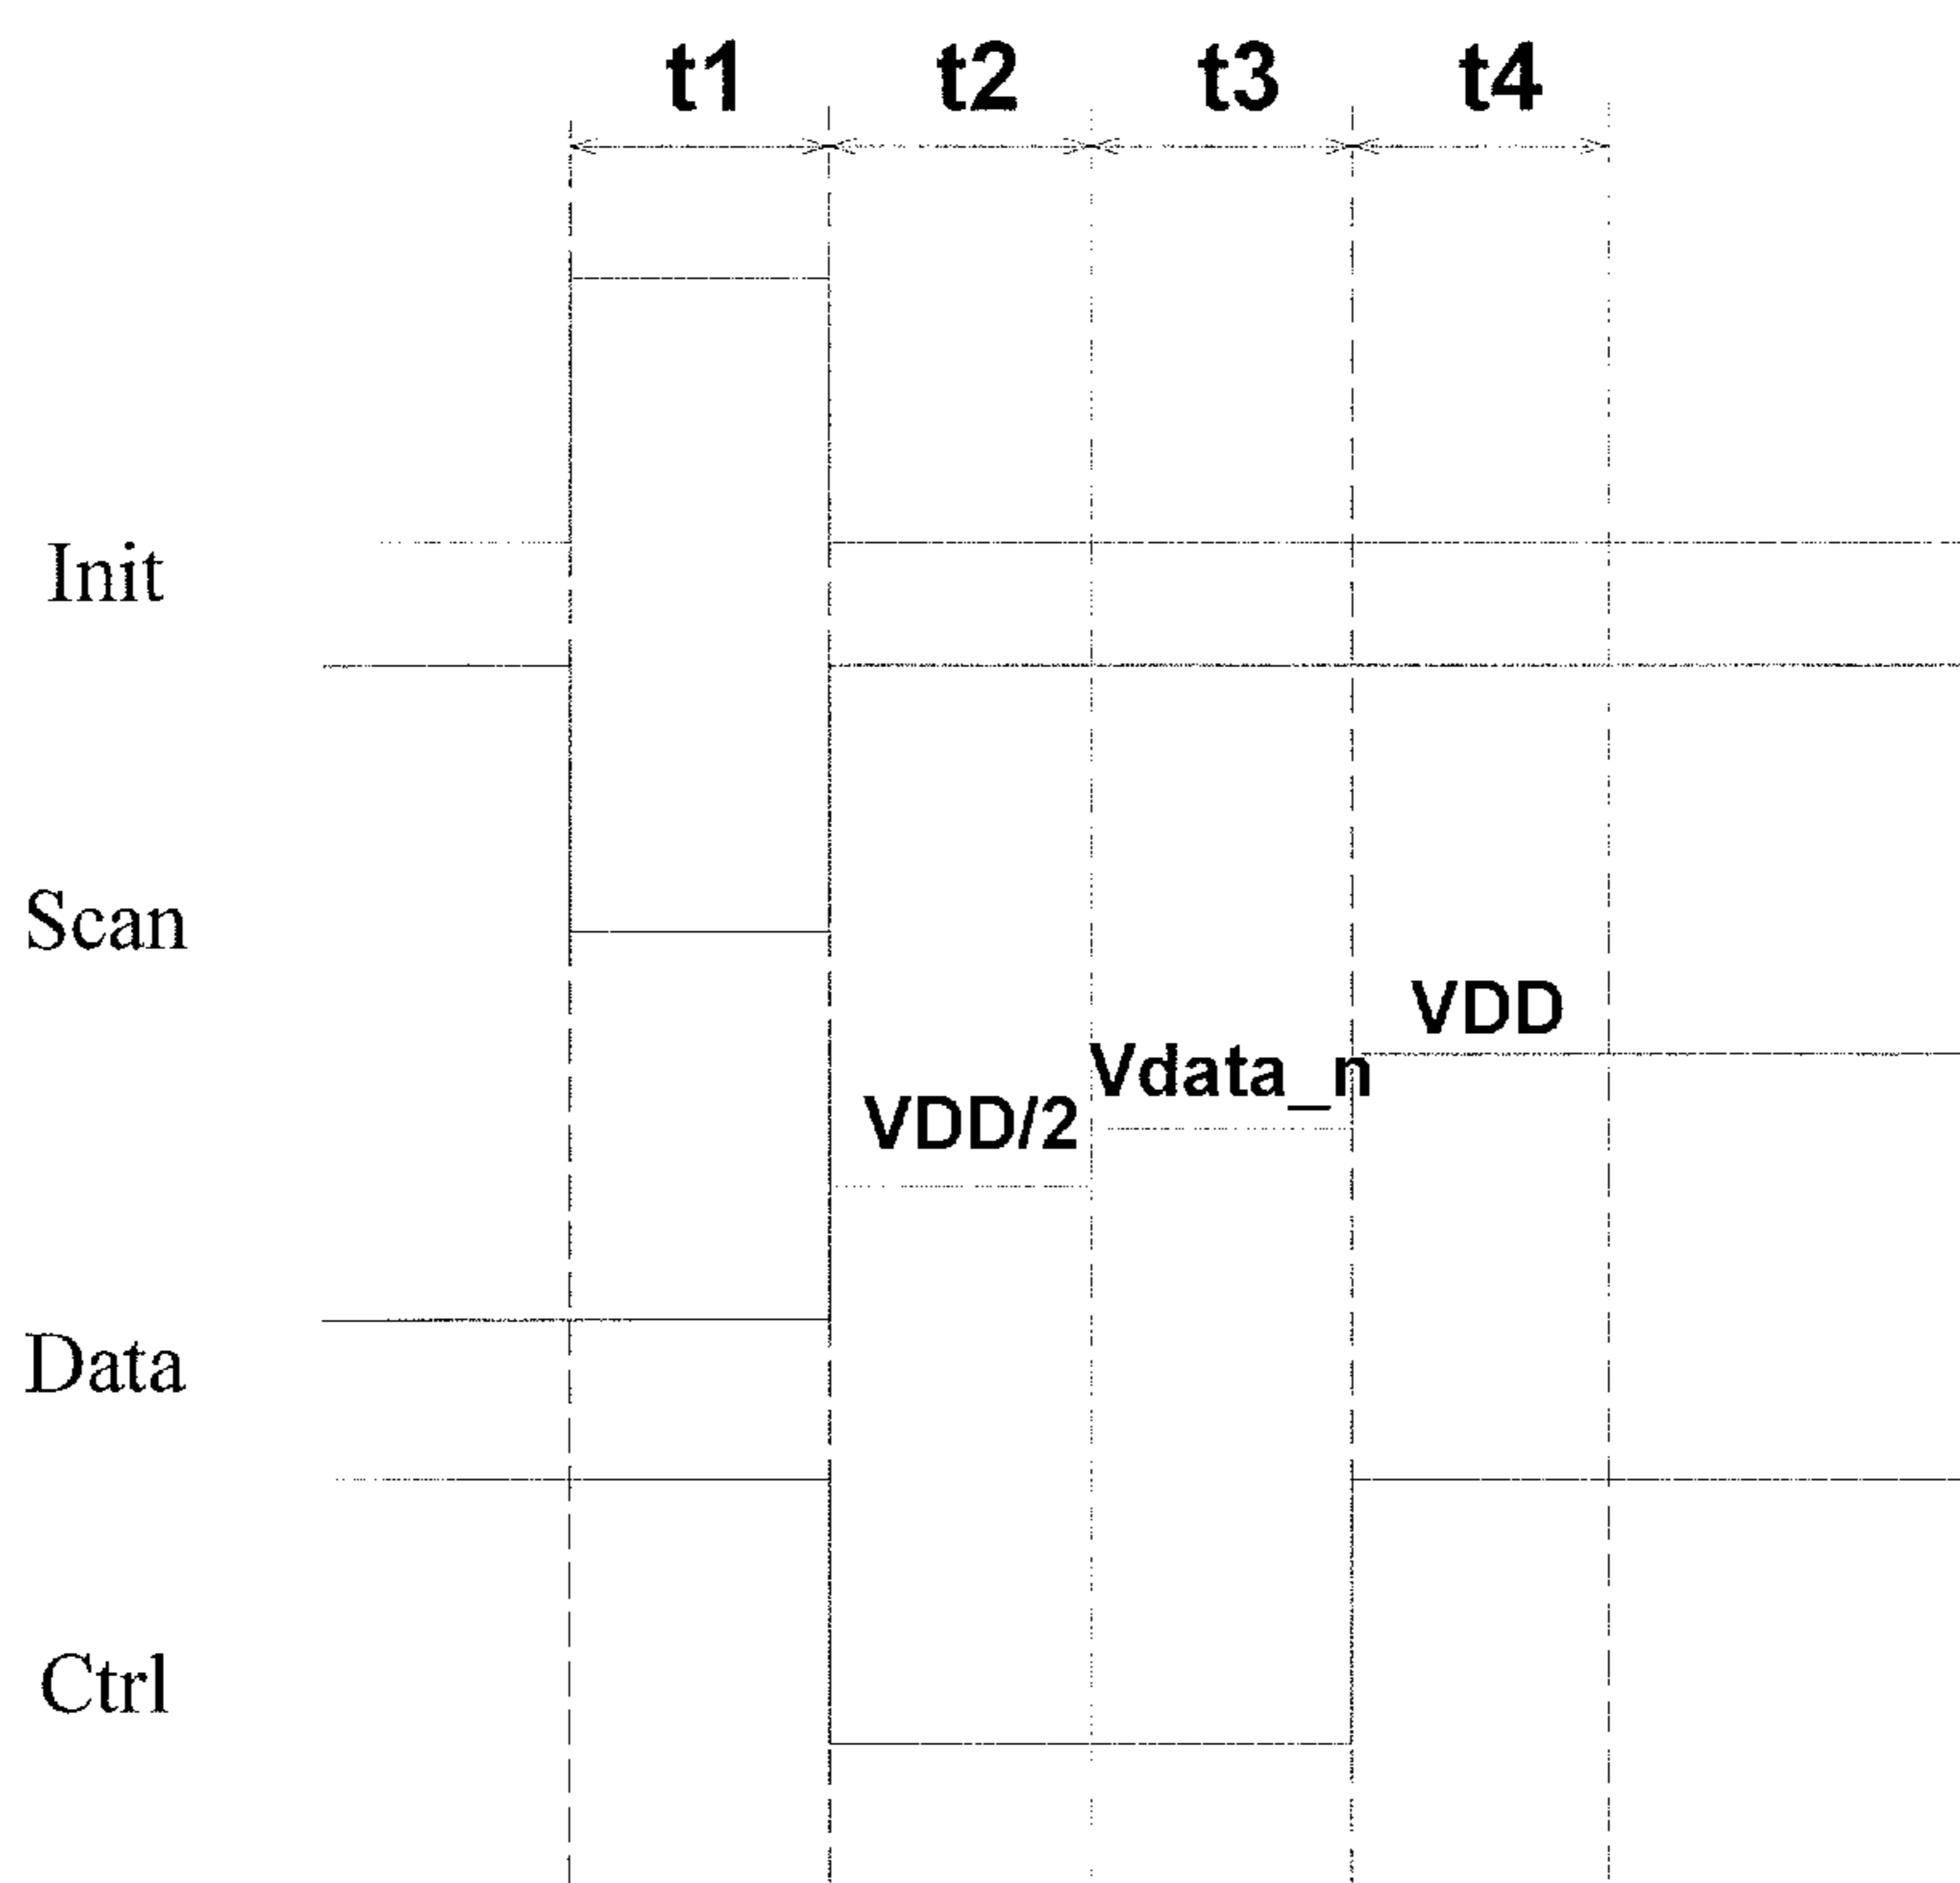 t1 t2 t3 t4
Init
Scan
VDD
Vdata_n
VDD/2
Data
Ctrl